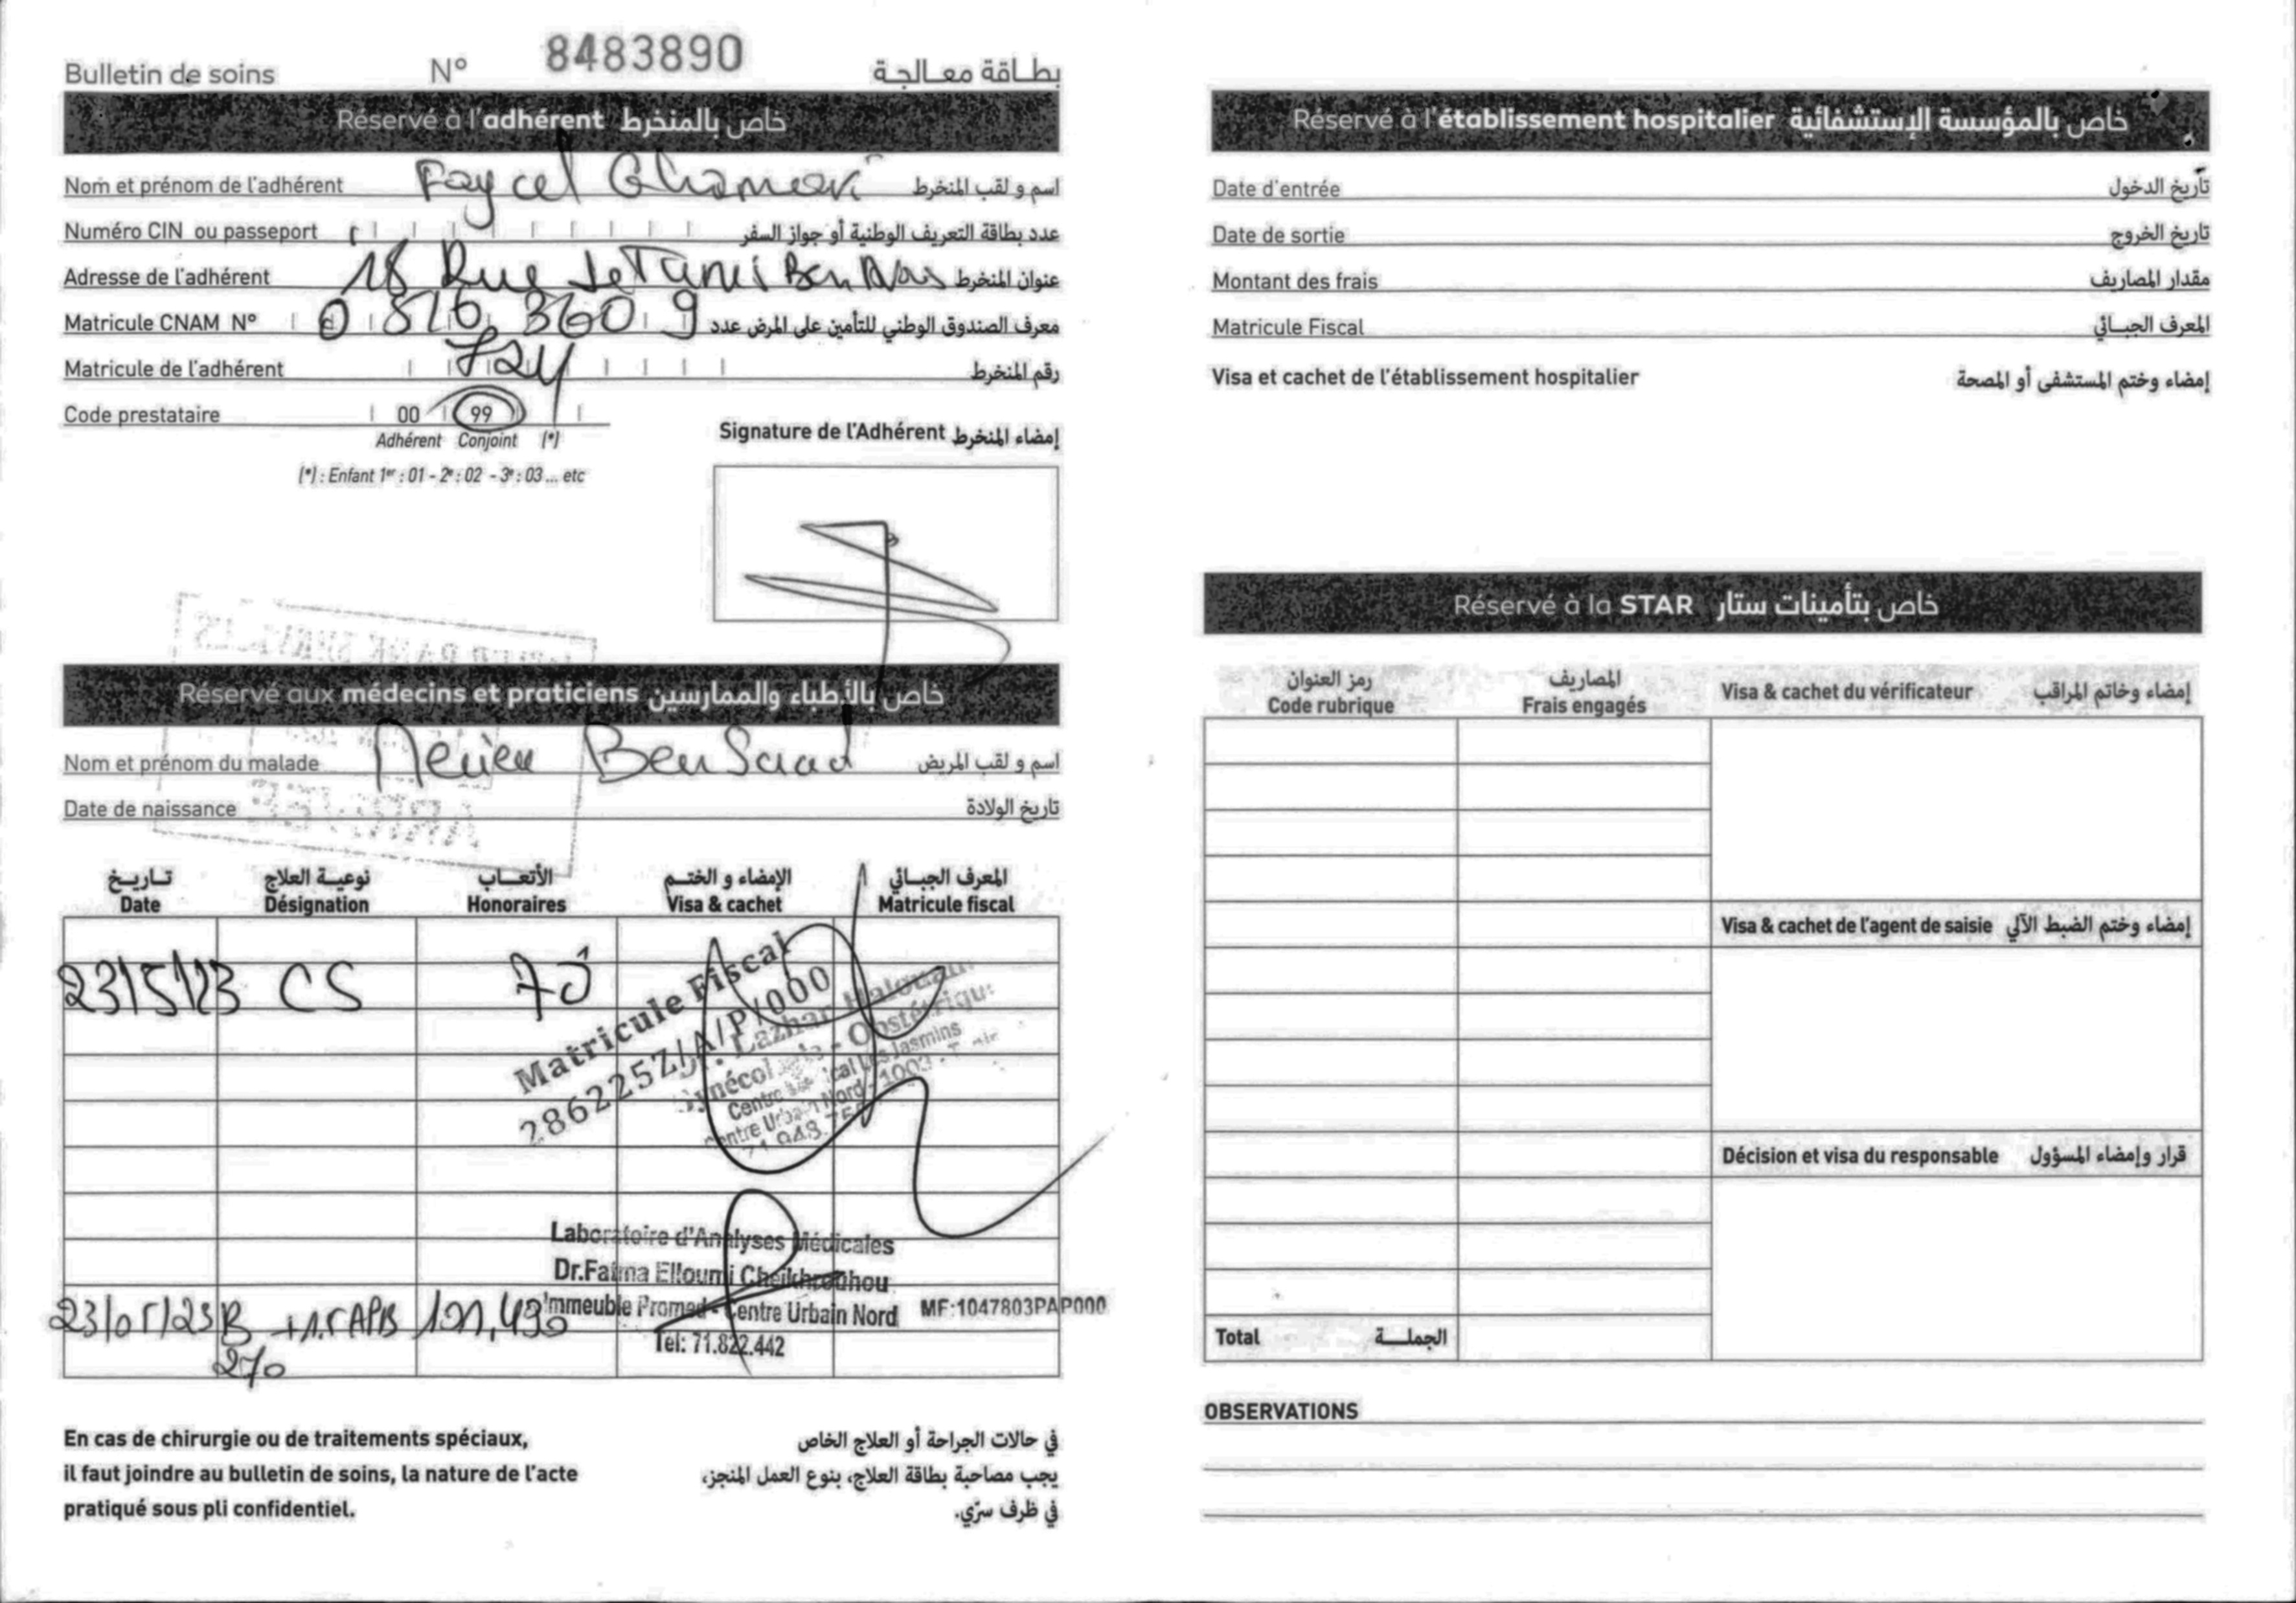 Bulletin de soins N° 8483890 بطاقة معالجة
Réservé à l'adhérent خاص بالمنخرط
Nom et prénom de l'adhérent Faycel Ghomari اسم و لقب المنخرط
Numéro CIN ou passeport عدد بطاقة التعريف الوطنية أو جواز السفر
Adresse de l'adhérent 18 Rue عنوان المنخرط
Matricule CNAM N° 0 826 360 9 معرف الصندوق الوطني للتأمين على المرض عدد
Matricule de l'adhérent 724 رقم المنخرط
Code prestataire 00 99
Adhérent Conjoint (*)
(*) : Enfant 1er : 01 - 2e : 02 - 3e : 03 ... etc
Signature de l'Adhérent إمضاء المنخرط
Réservé aux médecins et praticiens خاص بالأطباء والممارسين
Nom et prénom du malade Ben Saad اسم و لقب المريض
Date de naissance تاريخ الولادة
تاريخ نوعية العلاج الأتعاب الإمضاء و الختم المعرف الجبائي
Date Désignation Honoraires Visa & cachet Matricule fiscal
23/5/23 CS 70
Matricule Fiscal
286225Z/A/P/000
Dr. Lazhar
Gynécologie - Obstétrique
Centre Médical Les Jasmins
Centre Urbain Nord - 1003
71.948.
Laboratoire d'Analyses Médicales
Dr.Fatma Elloumi Cheikhrouhou
Immeuble Promed - Centre Urbain Nord MF:1047803PAP000
Tel: 71.822.442
23/05/23 B 270 +1.5 APB 121,490
En cas de chirurgie ou de traitements spéciaux,
il faut joindre au bulletin de soins, la nature de l'acte
pratiqué sous pli confidentiel.
في حالات الجراحة أو العلاج الخاص
يجب مصاحبة بطاقة العلاج، بنوع العمل المنجز،
في ظرف سرّي.
Réservé à l'établissement hospitalier خاص بالمؤسسة الإستشفائية
Date d'entrée تاريخ الدخول
Date de sortie تاريخ الخروج
Montant des frais مقدار المصاريف
Matricule Fiscal المعرف الجبائي
Visa et cachet de l'établissement hospitalier إمضاء وختم المستشفى أو المصحة
Réservé à la STAR خاص بتأمينات ستار
رمز العنوان المصاريف
Code rubrique Frais engagés Visa & cachet du vérificateur إمضاء وخاتم المراقب
Visa & cachet de l'agent de saisie إمضاء وختم الضبط الآلي
Décision et visa du responsable قرار وإمضاء المسؤول
Total الجملة
OBSERVATIONS